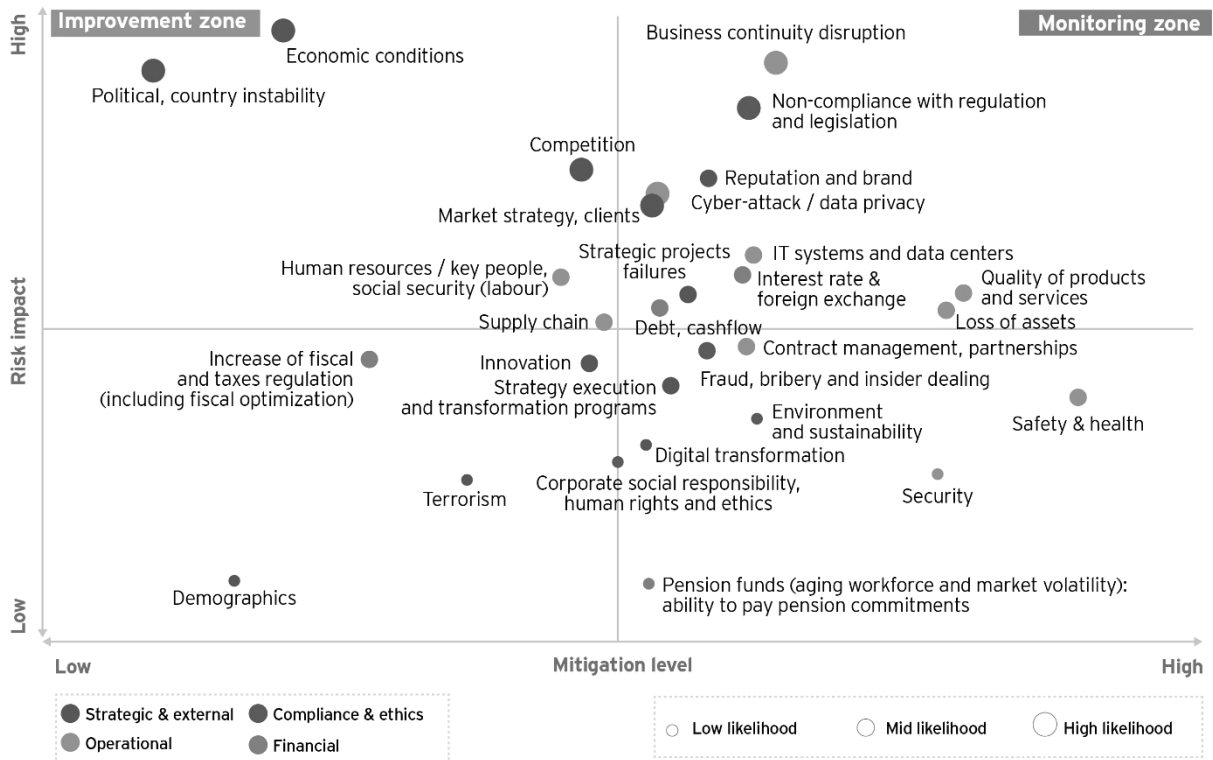 High
Improvement zone
Monitoring zone
Business continuity disruption
Economic conditions
Political, country instability
Non-compliance with regulation
and legislation
Competition
Reputation and brand
Cyber-attack / data privacy
Market strategy, clients
Strategic projects
failures
IT systems and data centers
Human resources / key people,
social security (labour)
Interest rate &
foreign exchange
Quality of products
and services
Supply chain
Debt, cashflow
Loss of assets
Risk impact
Increase of fiscal
and taxes regulation
(including fiscal optimization)
Innovation
Contract management, partnerships
Strategy execution
and transformation programs
Fraud, bribery and insider dealing
Environment
and sustainability
Safety & health
Digital transformation
Corporate social responsibility,
human rights and ethics
Terrorism
Security
Demographics
Pension funds (aging workforce and market volatility):
ability to pay pension commitments
Low
Low
Mitigation level
High
Strategic & external
Compliance & ethics
Operational
Financial
Low likelihood
Mid likelihood
High likelihood